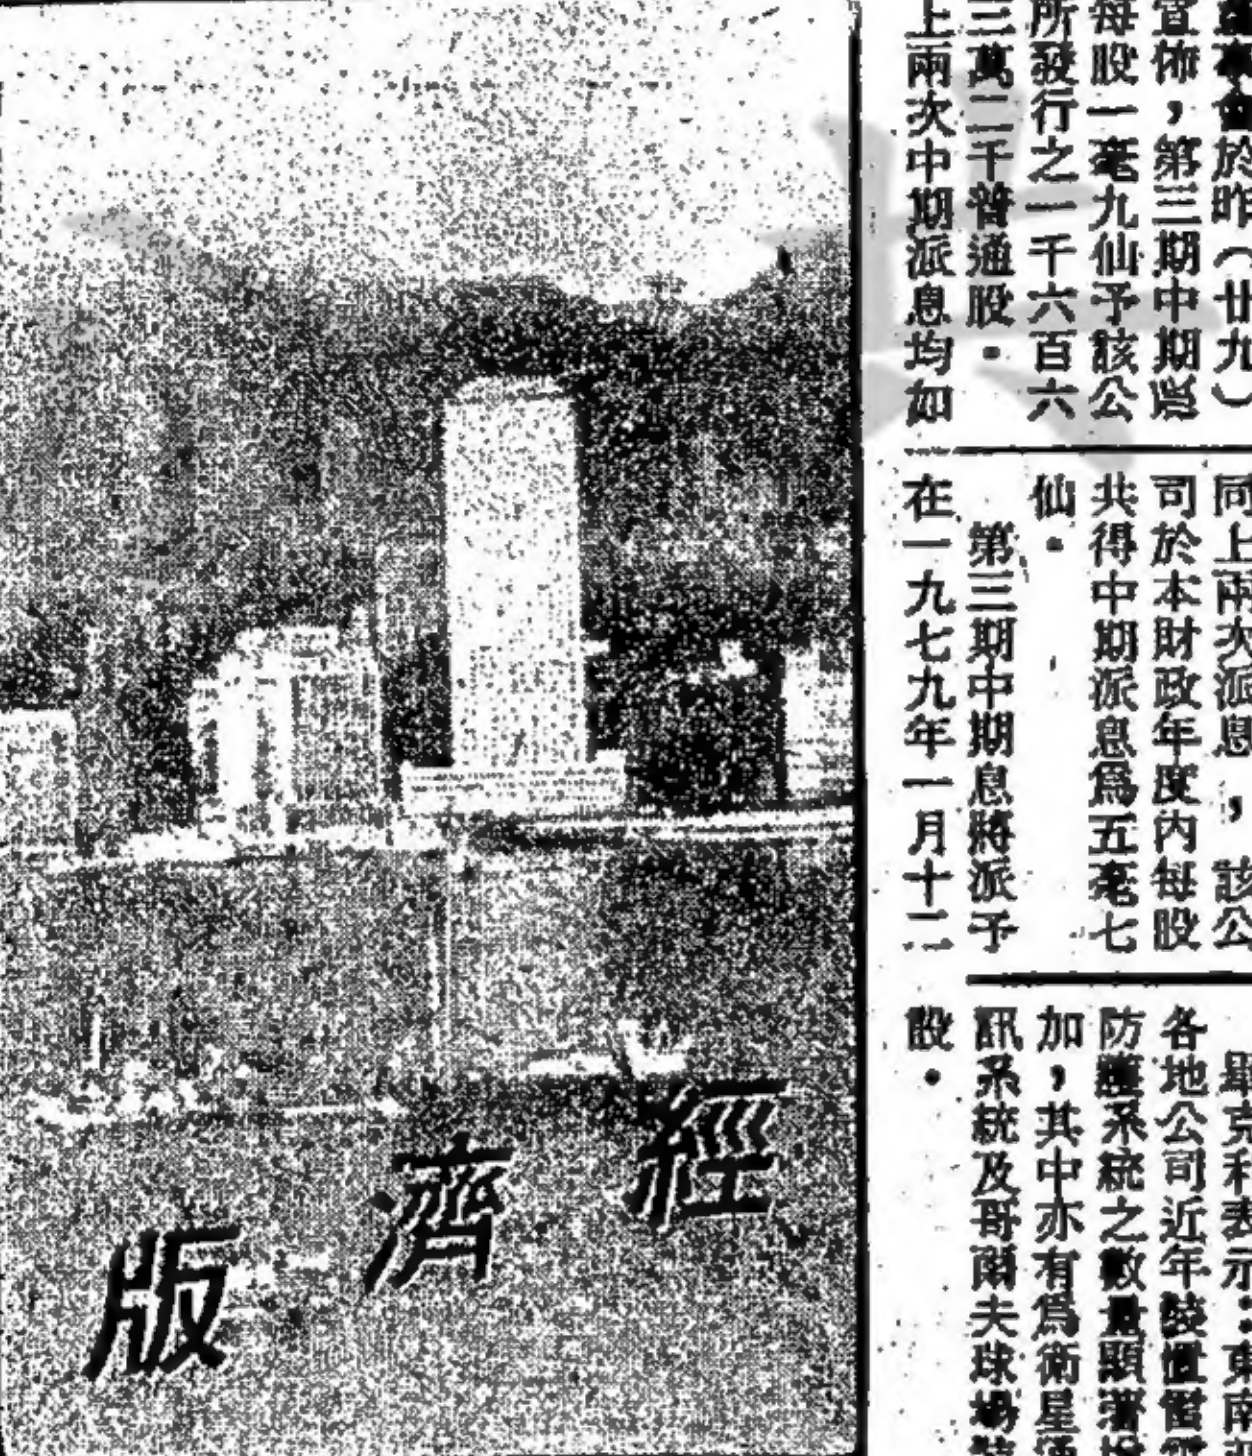 於昨（廿九）
宣佈，第三期中期息
每股一毫九仙予該公
所發行之一千六百六
三萬二千普通股．
上兩次中期派息均如
同上兩次派息，該公
司於本財政年度內每股
共得中期派息爲五毫七
仙．
第三期中期息將派予
在一九七九年一月十二
克利表示：東南
各地公司近年裝置雷
防護系統之數量顯著
加，其中亦有爲衛星
訊系統及哥爾夫球場
設．
經濟版